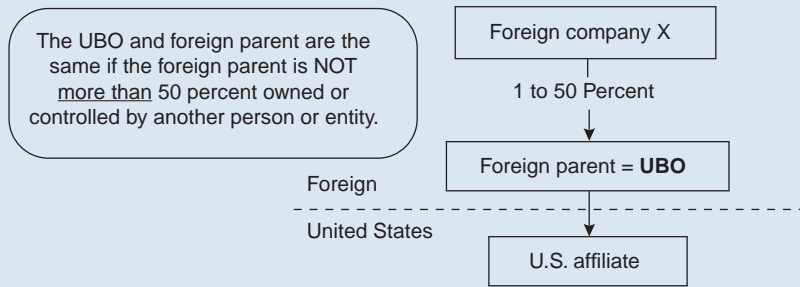 The UBO and foreign parent are the
same if the foreign parent is NOT
more than 50 percent owned or
controlled by another person or entity.
Foreign company X
1 to 50 Percent
Foreign parent = UBO
Foreign
United States
U.S. affiliate